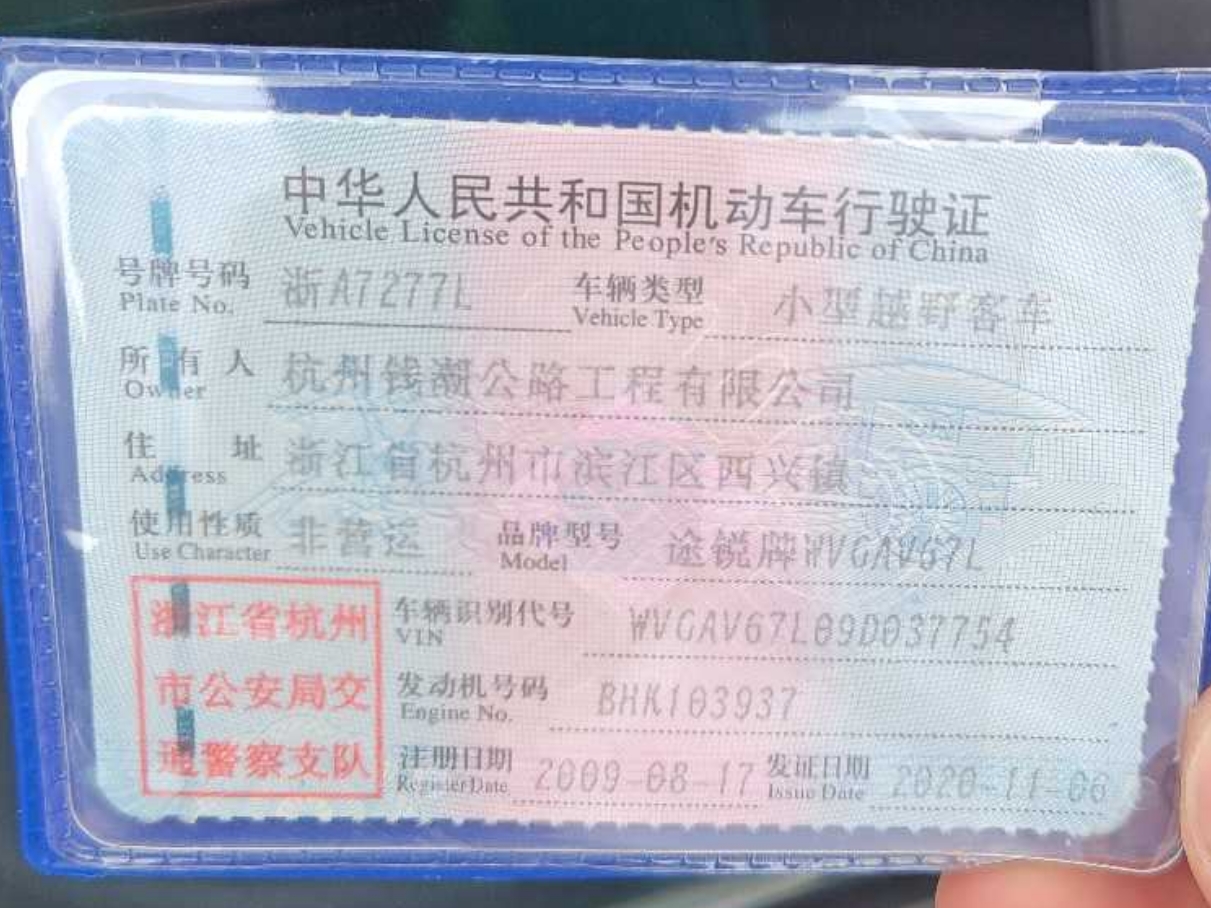 中华人民共和国机动车行驶证
Vehicle License of the People's Republic of China
号牌号码 浙A7277L 车辆类型 小型越野客车
Plate No. Vehicle Type
所有人 杭州钱潮公路工程有限公司
Owner
住址 浙江省杭州市滨江区西兴镇
Address
使用性质 非营运 品牌型号 途锐牌WVGAV67L
Use Character Model
浙江省杭州
市公安局交
通警察支队
车辆识别代号 WVGAV67L09D037754
VIN
发动机号码 BHK103937
Engine No.
注册日期 2009-08-17 发证日期 2020-11-06
Register Date Issue Date